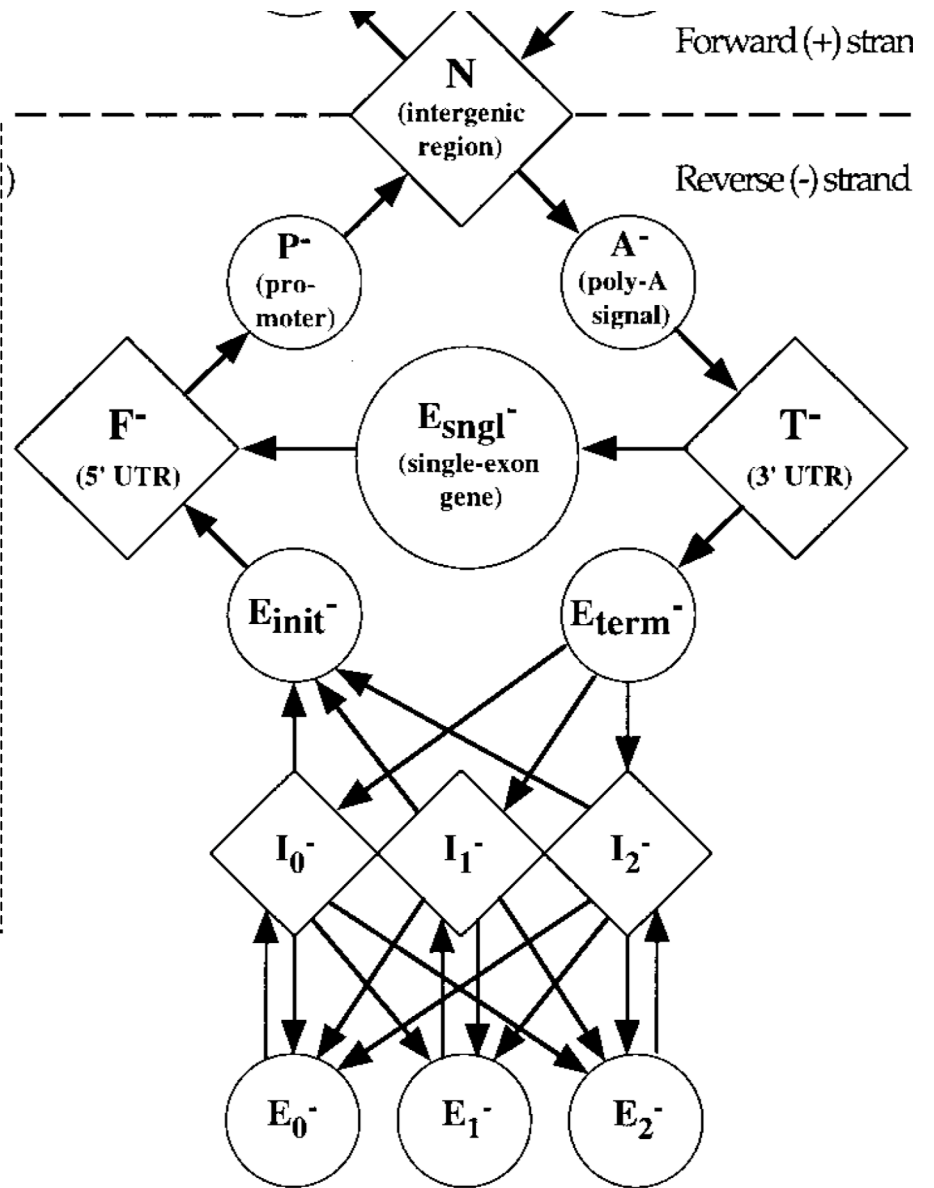 Forward (+) stran
N
(intergenic
region)
)
Reverse (-) strand
P-
(pro-
moter)
A-
(poly-A
signal)
F-
(5' UTR)
Esngl-
(single-exon
gene)
T-
(3' UTR)
Einit-
Eterm-
I0-
I1-
I2-
E0-
E1-
E2-